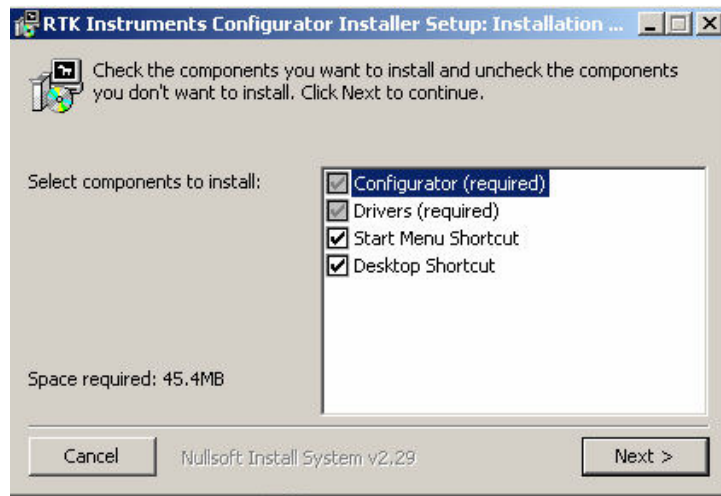 RTK Instruments Configurator Installer Setup: Installation ...
Check the components you want to install and uncheck the components
you don't want to install. Click Next to continue.
Select components to install:
Configurator (required)
Drivers (required)
Start Menu Shortcut
Desktop Shortcut
Space required: 45.4MB
Cancel
Nullsoft Install System v2.29
Next >